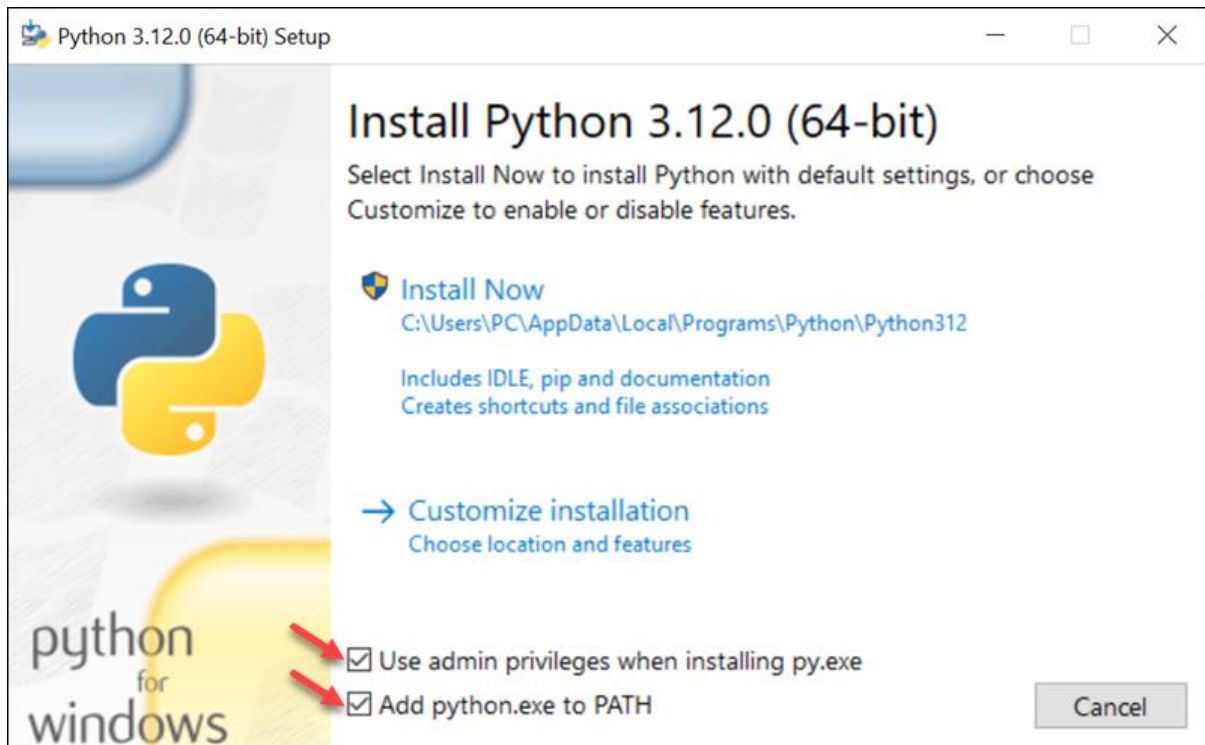 Python 3.12.0 (64-bit) Setup
Install Python 3.12.0 (64-bit)
Select Install Now to install Python with default settings, or choose
Customize to enable or disable features.
Install Now
C:\Users\PC\AppData\Local\Programs\Python\Python312
Includes IDLE, pip and documentation
Creates shortcuts and file associations
Customize installation
Choose location and features
Use admin privileges when installing py.exe
Add python.exe to PATH
Cancel
python
for
windows